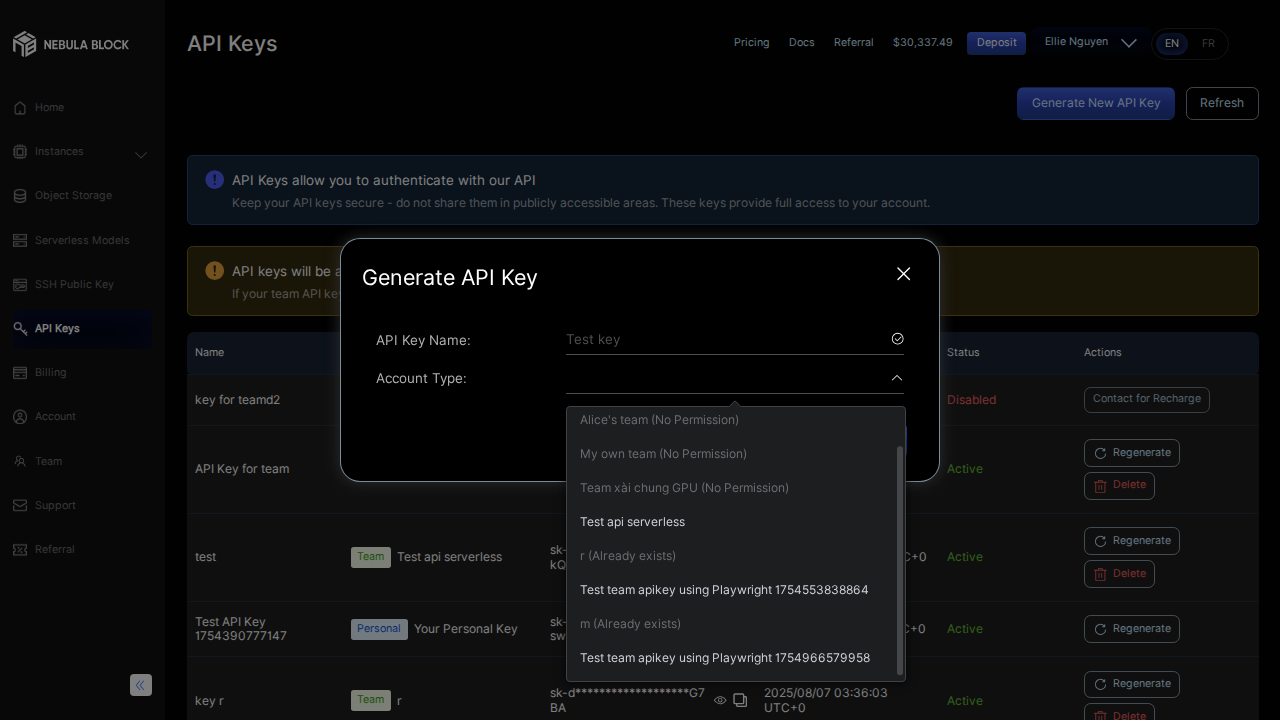 NEBULA BLOCK
API Keys
Pricing
Docs
Referral
$30,337.49
Deposit
Ellie Nguyen
EN
FR
Home
Instances
Object Storage
Serverless Models
SSH Public Key
API Keys
Billing
Account
Team
Support
Referral
Generate New API Key
Refresh
API Keys allow you to authenticate with our API
Keep your API keys secure - do not share them in publicly accessible areas. These keys provide full access to your account.
API keys will be a
If your team API key
Generate API Key
API Key Name:
Test key
Account Type:
Alice's team (No Permission)
My own team (No Permission)
Team xài chung GPU (No Permission)
Test api serverless
r (Already exists)
Test team apikey using Playwright 1754553838864
m (Already exists)
Test team apikey using Playwright 1754966579958
Name
Status
Actions
key for teamd2
Disabled
Contact for Recharge
API Key for team
Active
Regenerate
Delete
test
Team
Test api serverless
sk-
kQ
C+0
Active
Regenerate
Delete
Test API Key
1754390777147
Personal
Your Personal Key
sk-
sw
C+0
Active
Regenerate
key r
Team
r
sk-d*******************G7
BA
2025/08/07 03:36:03
UTC+0
Active
Regenerate
Delete